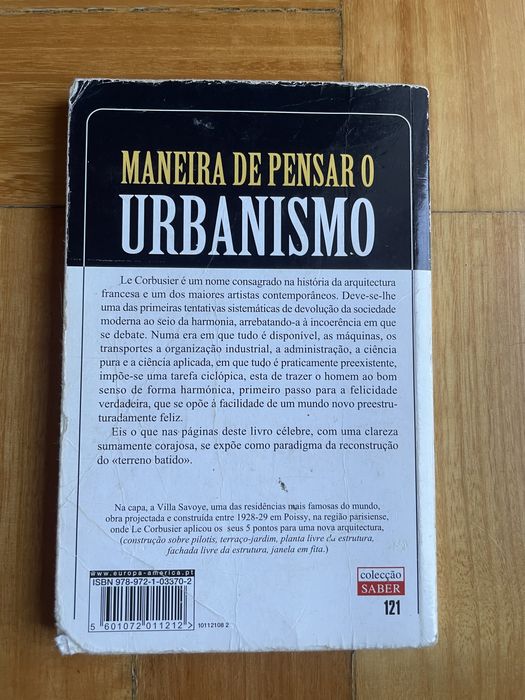 MANEIRA DE PENSAR O
URBANISMO
Le Corbusier é um nome consagrado na história da arquitectura
francesa e um dos maiores artistas contemporâneos. Deve-se-lhe
uma das primeiras tentativas sistemáticas de devolução da sociedade
moderna ao seio da harmonia, arrebatando-a à incoerência em que
se debate. Numa era em que tudo é disponível, as máquinas, os
transportes a organização industrial, a administração, a ciência
pura e a ciência aplicada, em que tudo é praticamente preexistente,
impõe-se uma tarefa ciclópica, esta de trazer o homem ao bom
senso de forma harmónica, primeiro passo para a felicidade
verdadeira, que se opõe à facilidade de um mundo novo preestru-
turadamente feliz.
Eis o que nas páginas deste livro célebre, com uma clareza
sumamente corajosa, se expõe como paradigma da reconstrução
do «terreno batido».
Na capa, a Villa Savoye, uma das residências mais famosas do mundo,
obra projectada e construída entre 1928-29 em Poissy, na região parisiense,
onde Le Corbusier aplicou os seus 5 pontos para uma nova arquitectura,
(construção sobre pilotis, terraço-jardim, planta livre da estrutura,
fachada livre da estrutura, janela em fita.)
www.europa-america.pt
ISBN 978-972-1-03370-2
5 601072 011212
10112108 2
colecção
SABER
121